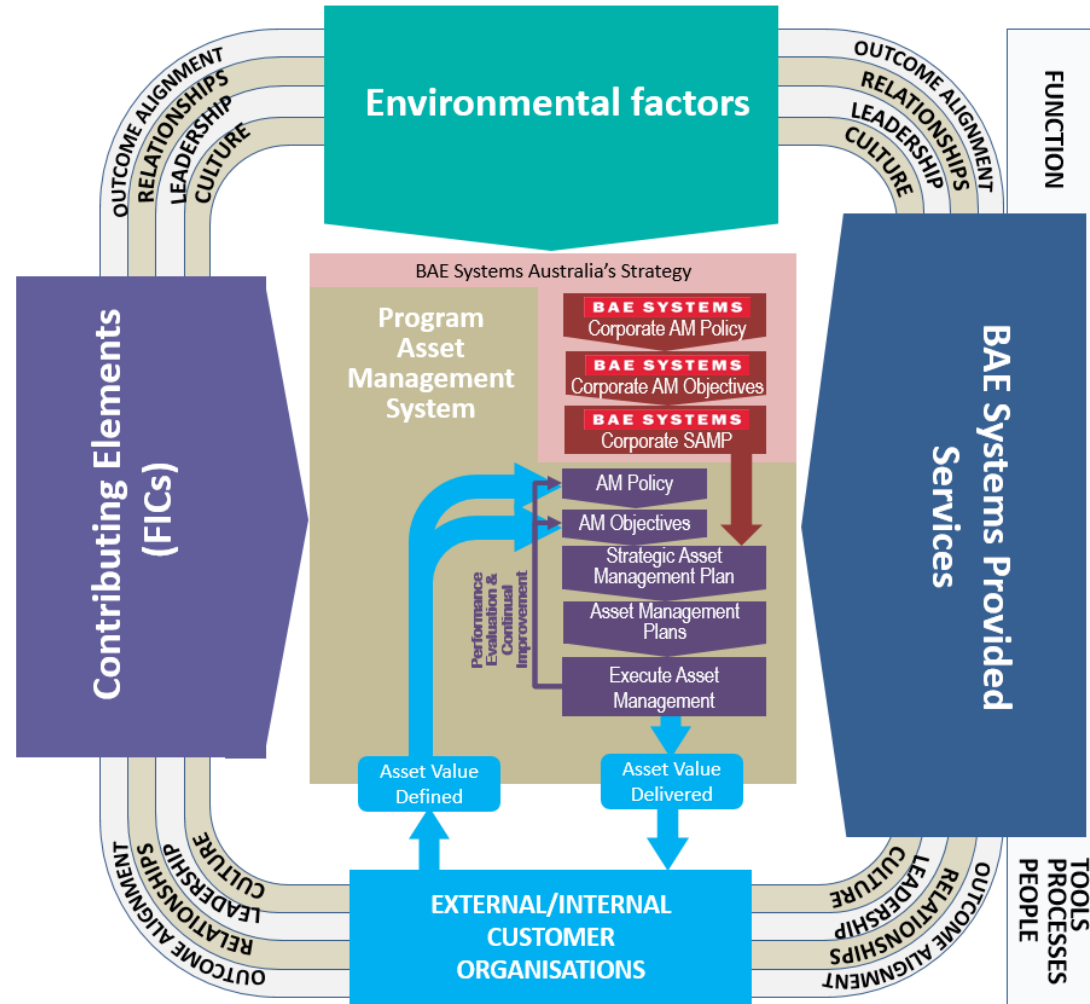 Environmental factors
OUTCOME ALIGNMENT
RELATIONSHIPS
LEADERSHIP
CULTURE
OUTCOME ALIGNMENT
RELATIONSHIPS
LEADERSHIP
CULTURE
FUNCTION
Contributing Elements
(FICs)
BAE Systems Australia's Strategy
Program
Asset
Management
System
BAE SYSTEMS
Corporate AM Policy
BAE SYSTEMS
Corporate AM Objectives
BAE SYSTEMS
Corporate SAMP
AM Policy
AM Objectives
Strategic Asset
Management Plan
Asset Management
Plans
Execute Asset
Management
Performance
Evaluation &
Continual
Improvement
Asset Value
Defined
Asset Value
Delivered
BAE Systems Provided
Services
EXTERNAL/INTERNAL
CUSTOMER
ORGANISATIONS
CULTURE
LEADERSHIP
RELATIONSHIPS
OUTCOME ALIGNMENT
CULTURE
LEADERSHIP
RELATIONSHIPS
OUTCOME ALIGNMENT
TOOLS
PROCESSES
PEOPLE